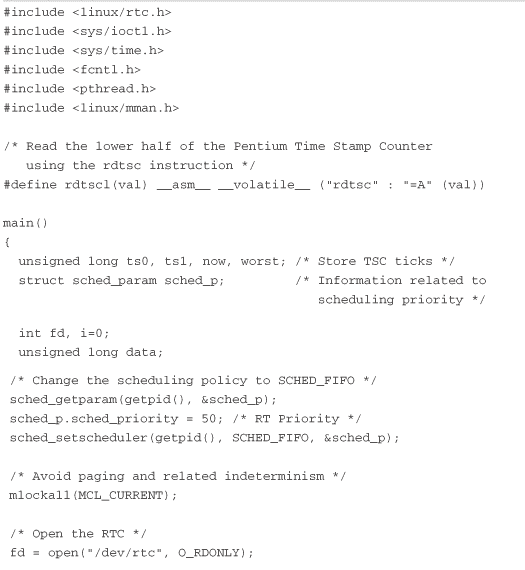 #include <linux/rtc.h>
#include <sys/ioctl.h>
#include <sys/time.h>
#include <fcntl.h>
#include <pthread.h>
#include <linux/mman.h>

/* Read the lower half of the Pentium Time Stamp Counter
   using the rdtsc instruction */
#define rdtscl(val) __asm__ __volatile__ ("rdtsc" : "=A" (val))

main()
{
  unsigned long ts0, ts1, now, worst; /* Store TSC ticks */
  struct sched_param sched_p;         /* Information related to
                                         scheduling priority */

  int fd, i=0;
  unsigned long data;
 /* Change the scheduling policy to SCHED_FIFO */
 sched_getparam(getpid(), &sched_p);
 sched_p.sched_priority = 50; /* RT Priority */
 sched_setscheduler(getpid(), SCHED_FIFO, &sched_p);

 /* Avoid paging and related indeterminism */
 mlockall(MCL_CURRENT);

 /* Open the RTC */
 fd = open("/dev/rtc", O_RDONLY);